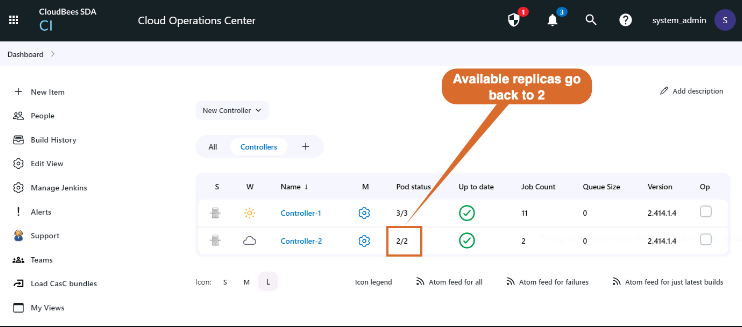 CloudBees SDA
CI
Cloud Operations Center
1
3
system_admin
S
Dashboard
Available replicas go
back to 2
New Item
People
Build History
Edit View
Manage Jenkins
Alerts
Support
Teams
Load CasC bundles
My Views
Add description
New Controller
All Controllers +
S W Name ↓ M Pod status Up to date Job Count Queue Size Version Op
Controller-1 3/3 11 0 2.414.1.4
Controller-2 2/2 2 0 2.414.1.4
Icon: S M L Icon legend Atom feed for all Atom feed for failures Atom feed for just latest builds